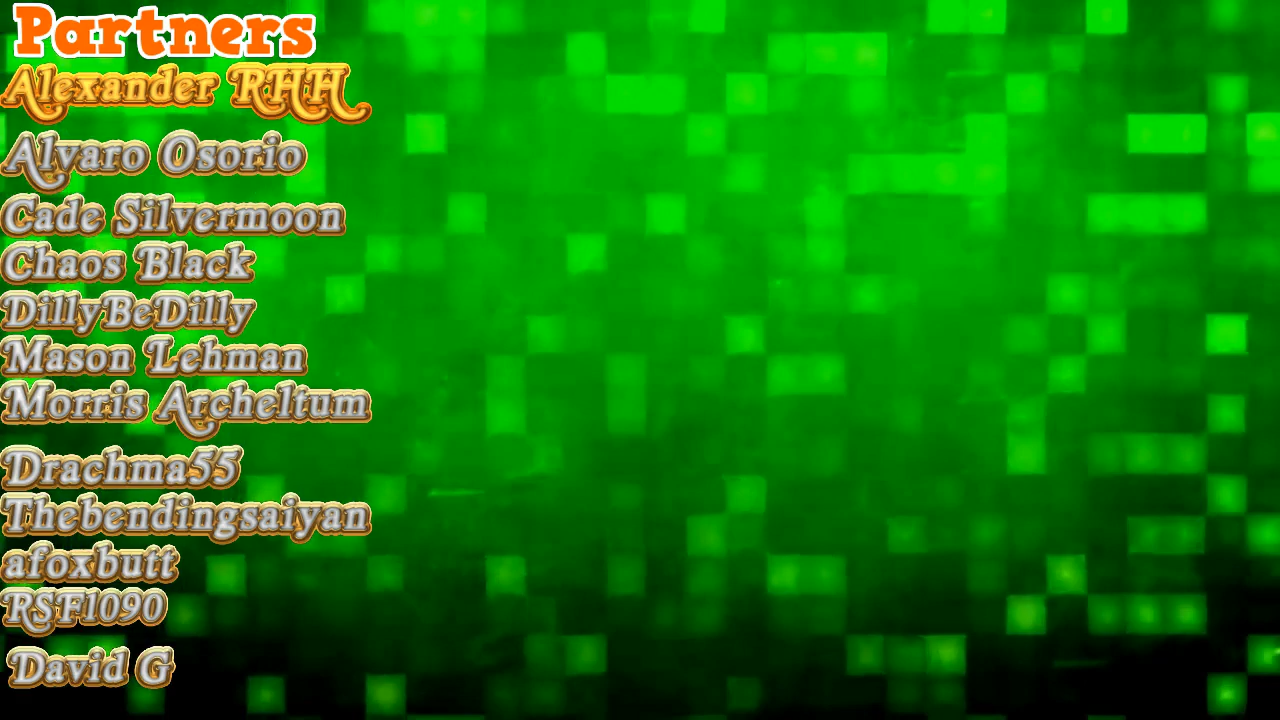 Partners
Alexander RHH
Alvaro Osorio
Cade Silvermoon
Chaos Black
DillyBeDilly
Mason Lehman
Morris Archeltum
Drachma55
Thebendingsaiyan
afoxbutt
RSF1090
David G